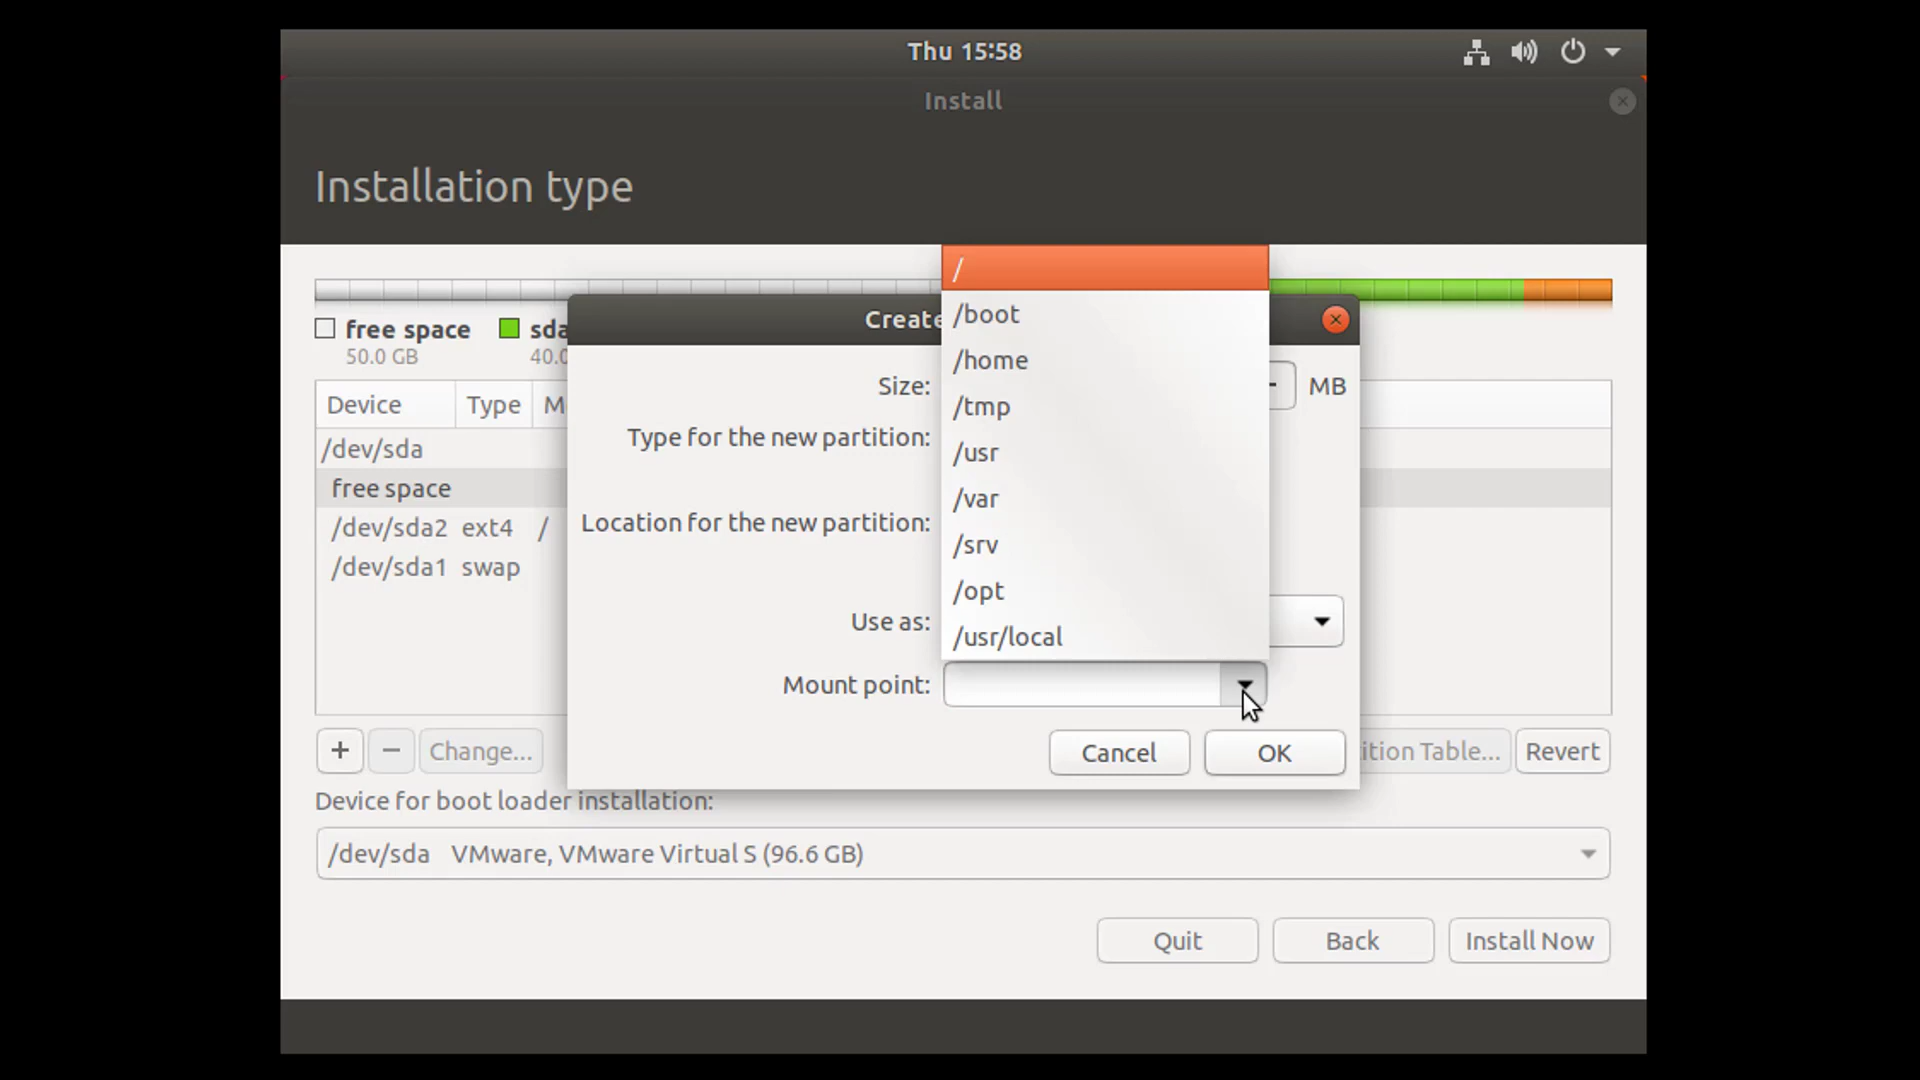 Thu 15:58
Install
Installation type
free space
50.0 GB
sda
40.0
Device Type M
/dev/sda
free space
/dev/sda2 ext4 /
/dev/sda1 swap
Create
Size:
- MB
Type for the new partition:
Location for the new partition:
Use as:
Mount point:
/
/boot
/home
/tmp
/usr
/var
/srv
/opt
/usr/local
Cancel OK
+ − Change... ition Table... Revert
Device for boot loader installation:
/dev/sda VMware, VMware Virtual S (96.6 GB)
Quit Back Install Now